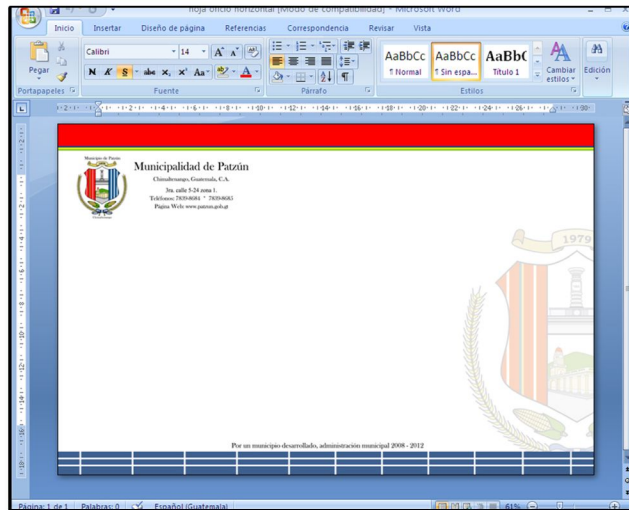 hoja oficio horizontal [Modo de compatibilidad] - Microsoft Word
Inicio Insertar Diseño de página Referencias Correspondencia Revisar Vista
Calibri 14
AaBbCc AaBbCc AaBbC
Pegar
N K S abe x, x² Aa
¶ Normal ¶ Sin espa... Título 1
Cambiar estilos
Edición
Portapapeles Fuente Párrafo Estilos
Municipio de Patzún
Municipalidad de Patzún
Chimaltenango, Guatemala, C.A.
3ra. calle 5-24 zona 1.
Teléfonos: 7839-8684 * 7839-8685
Página Web: www.patzun.gob.gt
Chimaltenango
1979
Por un municipio desarrollado, administración municipal 2008 - 2012
Página: 1 de 1 Palabras: 0 Español (Guatemala) 61%